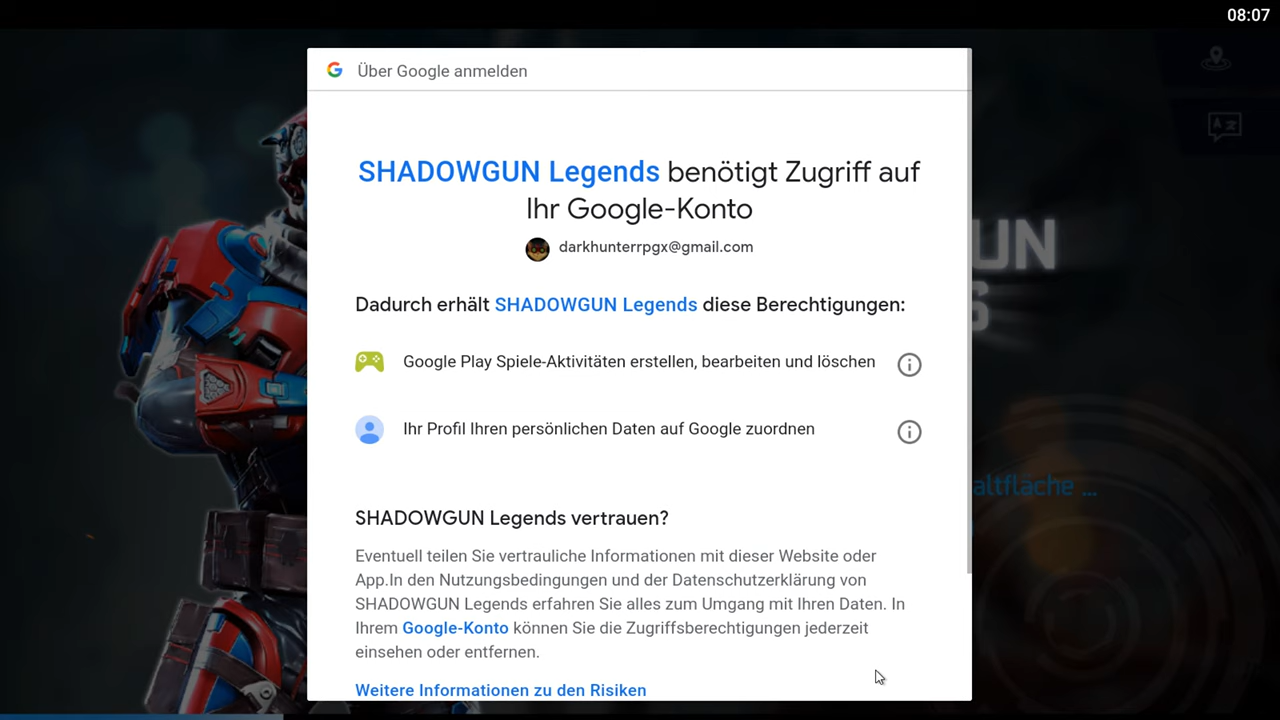 08:07
Über Google anmelden
SHADOWGUN Legends benötigt Zugriff auf
Ihr Google-Konto
darkhunterrpgx@gmail.com
Dadurch erhält SHADOWGUN Legends diese Berechtigungen:
Google Play Spiele-Aktivitäten erstellen, bearbeiten und löschen
Ihr Profil Ihren persönlichen Daten auf Google zuordnen
altfläche ...
SHADOWGUN Legends vertrauen?
Eventuell teilen Sie vertrauliche Informationen mit dieser Website oder
App.In den Nutzungsbedingungen und der Datenschutzerklärung von
SHADOWGUN Legends erfahren Sie alles zum Umgang mit Ihren Daten. In
Ihrem Google-Konto können Sie die Zugriffsberechtigungen jederzeit
einsehen oder entfernen.
Weitere Informationen zu den Risiken